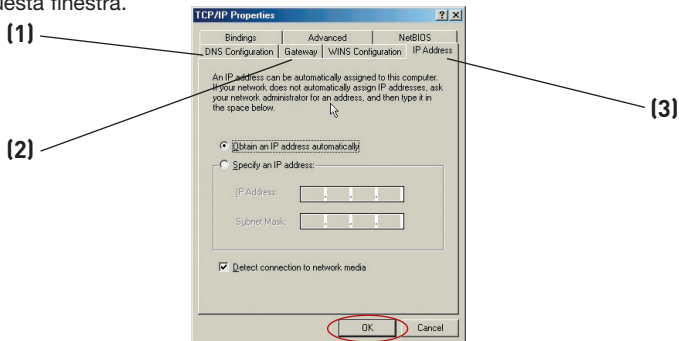 uesta finestra.
TCP/IP Properties
Bindings
Advanced
NetBIOS
DNS Configuration
Gateway
WINS Configuration
IP Address
An IP address can be automatically assigned to this computer.
If your network does not automatically assign IP addresses, ask
your network administrator for an address, and then type it in
the space below.
Obtain an IP address automatically
Specify an IP address:
IP Address:
Subnet Mask:
Detect connection to network media
OK
Cancel
(1)
(2)
(3)